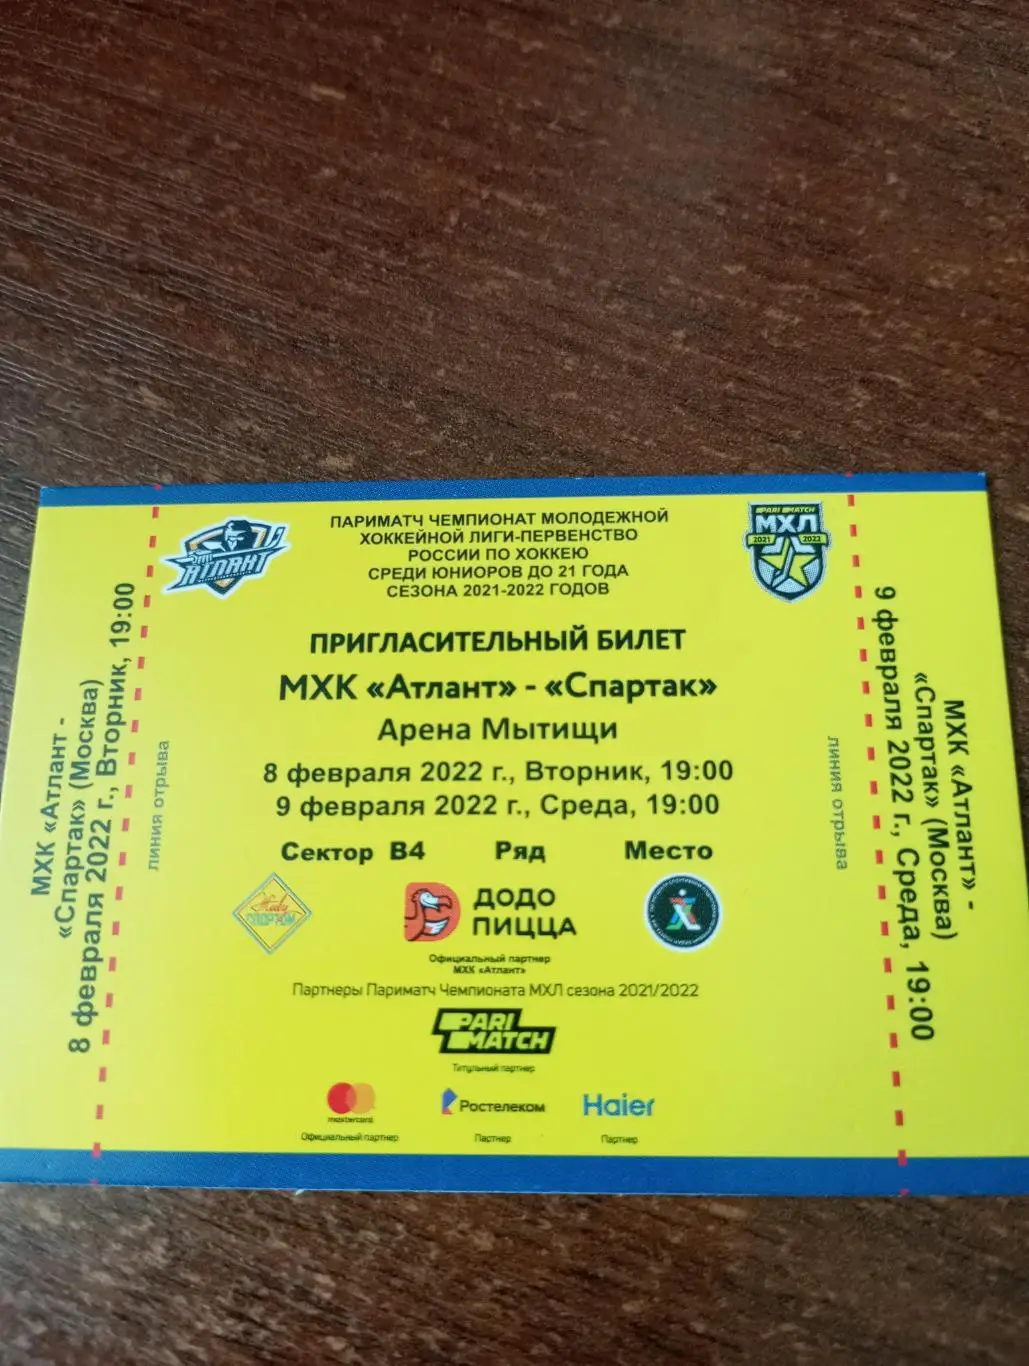 МХК «Атлант -
«Спартак» (Москва)
8 февраля 2022 г., Вторник, 19:00
линия отрыва
АТЛАНТ
ПАРИМАТЧ ЧЕМПИОНАТ МОЛОДЕЖНОЙ
ХОККЕЙНОЙ ЛИГИ-ПЕРВЕНСТВО
РОССИИ ПО ХОККЕЮ
СРЕДИ ЮНИОРОВ ДО 21 ГОДА
СЕЗОНА 2021-2022 ГОДОВ
PARI MATCH
МХЛ
2021 2022
ПРИГЛАСИТЕЛЬНЫЙ БИЛЕТ
МХК «Атлант» - «Спартак»
Арена Мытищи
8 февраля 2022 г., Вторник, 19:00
9 февраля 2022 г., Среда, 19:00
Сектор В4 Ряд Место
Живи
СПОРТОМ
ДОДО
ПИЦЦА
Официальный партнер
МХК «Атлант»
Партнеры Париматч Чемпионата МХЛ сезона 2021/2022
PARI
MATCH
Титульный партнер
mastercard
Официальный партнер
Ростелеком
Партнер
Haier
Партнер
линия отрыва
МХК «Атлант» -
«Спартак» (Москва)
9 февраля 2022 г., Среда, 19:00